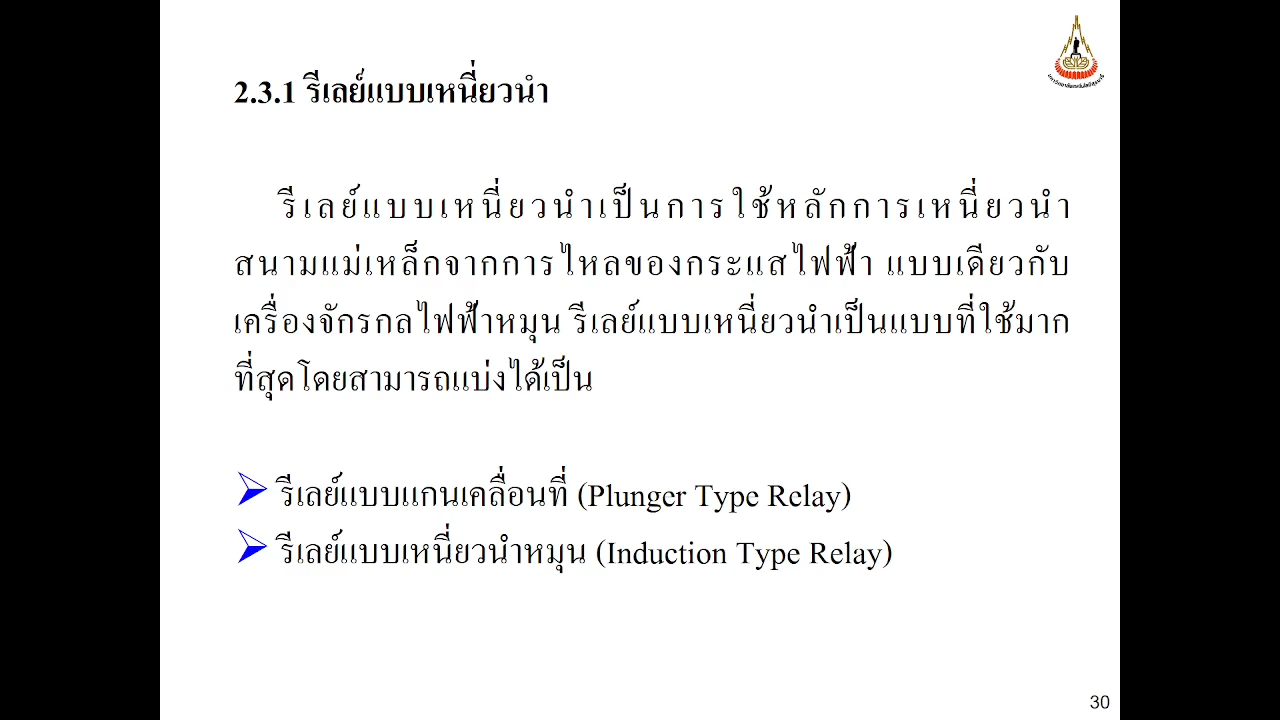 2.3.1 รีเลย์แบบเหนี่ยวนำ
รีเลย์แบบเหนี่ยวนำเป็นการใช้หลักการเหนี่ยวนำ
สนามแม่เหล็กจากการไหลของกระแสไฟฟ้า แบบเดียวกับ
เครื่องจักรกลไฟฟ้าหมุน รีเลย์แบบเหนี่ยวนำเป็นแบบที่ใช้มาก
ที่สุดโดยสามารถแบ่งได้เป็น
➢ รีเลย์แบบแกนเคลื่อนที่ (Plunger Type Relay)
➢ รีเลย์แบบเหนี่ยวนำหมุน (Induction Type Relay)
30